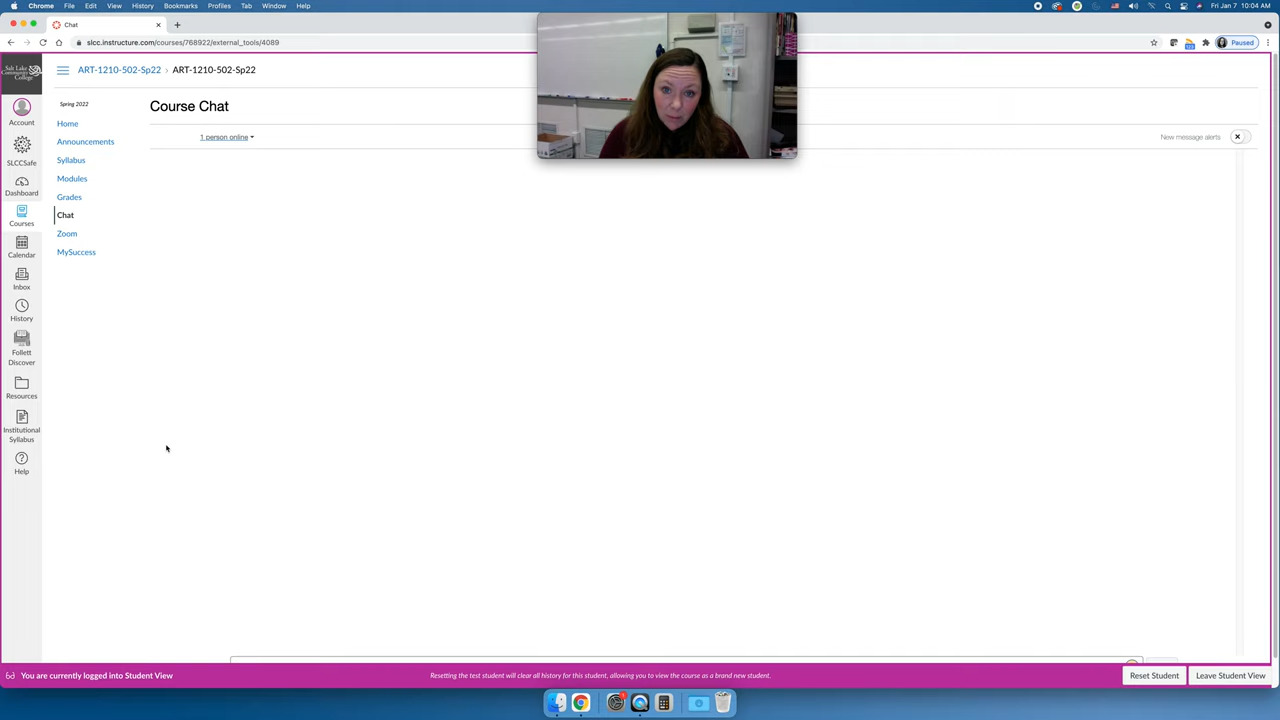 Chrome File Edit View History Bookmarks Profiles Tab Window Help
Fri Jan 7 10:04 AM
Chat
slcc.instructure.com/courses/768922/external_tools/4089
Paused
Salt Lake
Community
College
ART-1210-502-Sp22 › ART-1210-502-Sp22
Spring 2022
Course Chat
1 person online
New message alerts
Home
Announcements
Syllabus
Modules
Grades
Chat
Zoom
MySuccess
Account
SLCCSafe
Dashboard
Courses
Calendar
Inbox
History
Follett
Discover
Resources
Institutional
Syllabus
Help
You are currently logged into Student View
Resetting the test student will clear all history for this student, allowing you to view the course as a brand new student.
Reset Student
Leave Student View